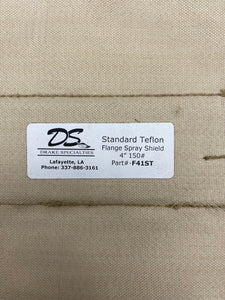 DS
DRAKE SPECIALTIES
Lafayette, LA
Phone: 337-886-3161
Standard Teflon
Flange Spray Shield
4" 150#
Part#-F41ST